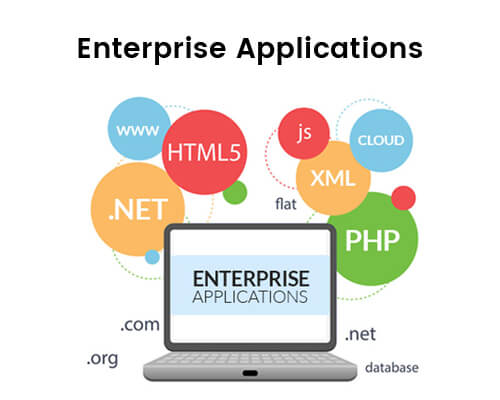 Enterprise Applications
www
HTML5
js
CLOUD
XML
.NET
flat
PHP
ENTERPRISE
APPLICATIONS
.com
.net
.org
database